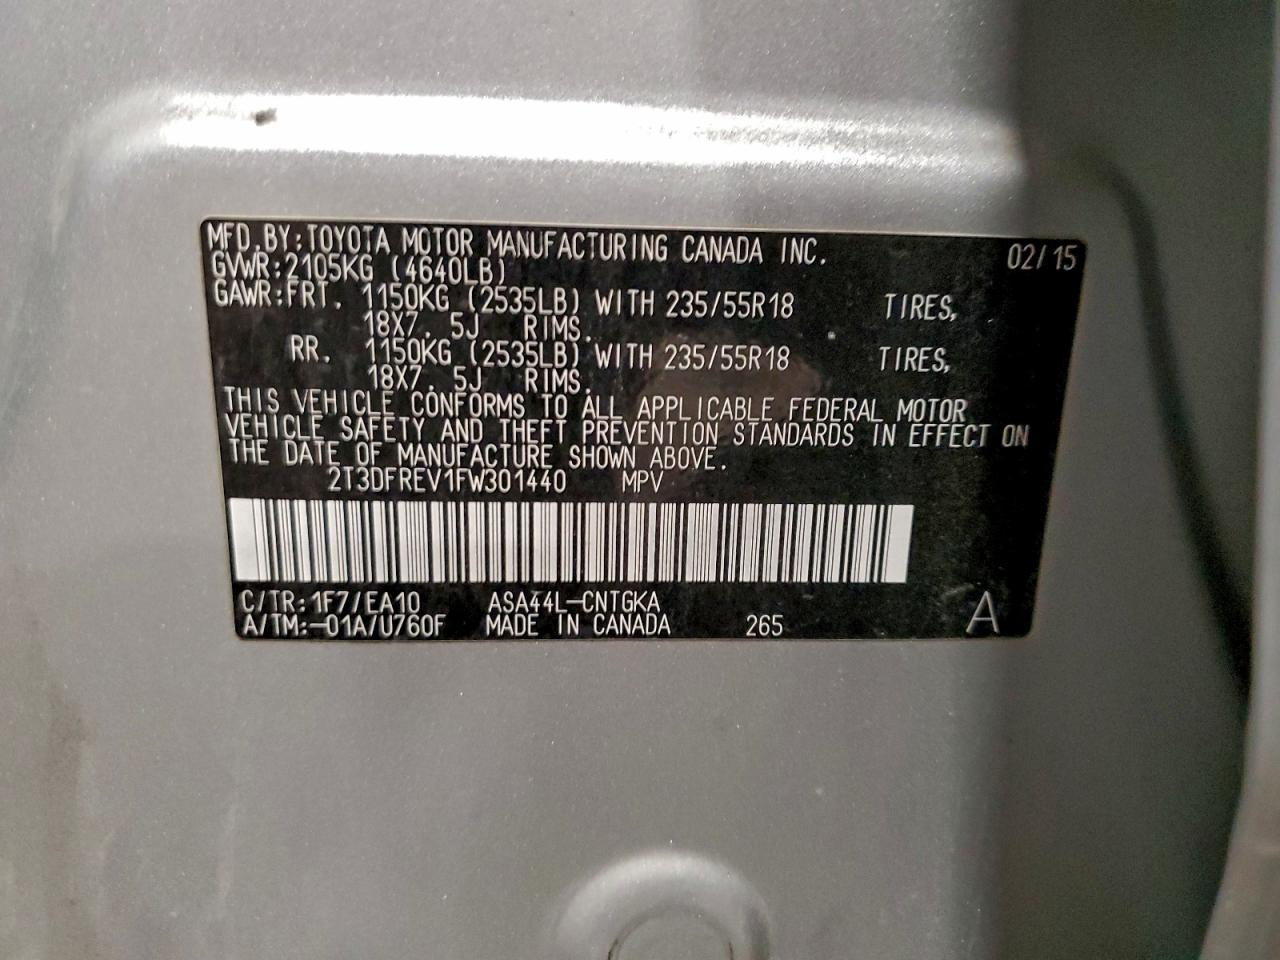 MFD.BY:TOYOTA MOTOR MANUFACTURING CANADA INC. 02/15
GVWR:2105KG (4640LB)
GAWR:FRT. 1150KG (2535LB) WITH 235/55R18 TIRES,
18X7.5J RIMS.
RR. 1150KG (2535LB) WITH 235/55R18 TIRES,
18X7.5J RIMS.
THIS VEHICLE CONFORMS TO ALL APPLICABLE FEDERAL MOTOR
VEHICLE SAFETY AND THEFT PREVENTION STANDARDS IN EFFECT ON
THE DATE OF MANUFACTURE SHOWN ABOVE.
2T3DFREV1FW301440 MPV
C/TR:1F7/EA10 ASA44L-CNTGKA
A/TM:-01A/U760F MADE IN CANADA 265 A